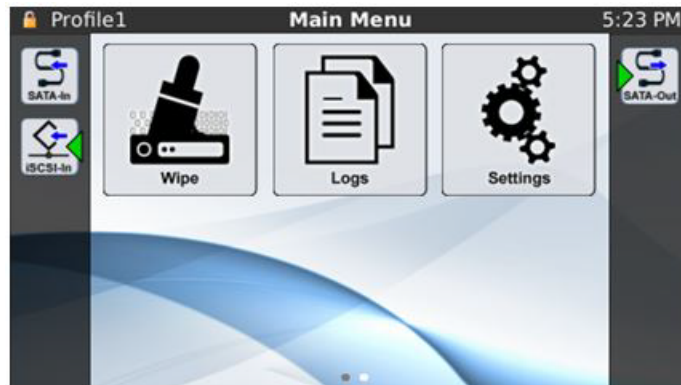 Profile1 Main Menu 5:23 PM
SATA-In
SATA-Out
iSCSI-In
Wipe Logs Settings